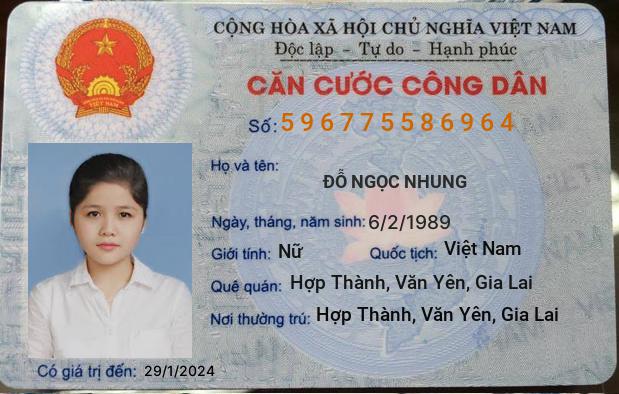 CỘNG HÒA XÃ HỘI CHỦ NGHĨA VIỆT NAM
Độc lập - Tự do - Hạnh phúc
CĂN CƯỚC CÔNG DÂN
Số: 596775586964
Họ và tên:
ĐỖ NGỌC NHUNG
Ngày, tháng, năm sinh: 6/2/1989
Giới tính: Nữ Quốc tịch: Việt Nam
Quê quán: Hợp Thành, Văn Yên, Gia Lai
Nơi thường trú: Hợp Thành, Văn Yên, Gia Lai
Có giá trị đến: 29/1/2024
VIỆT NAM